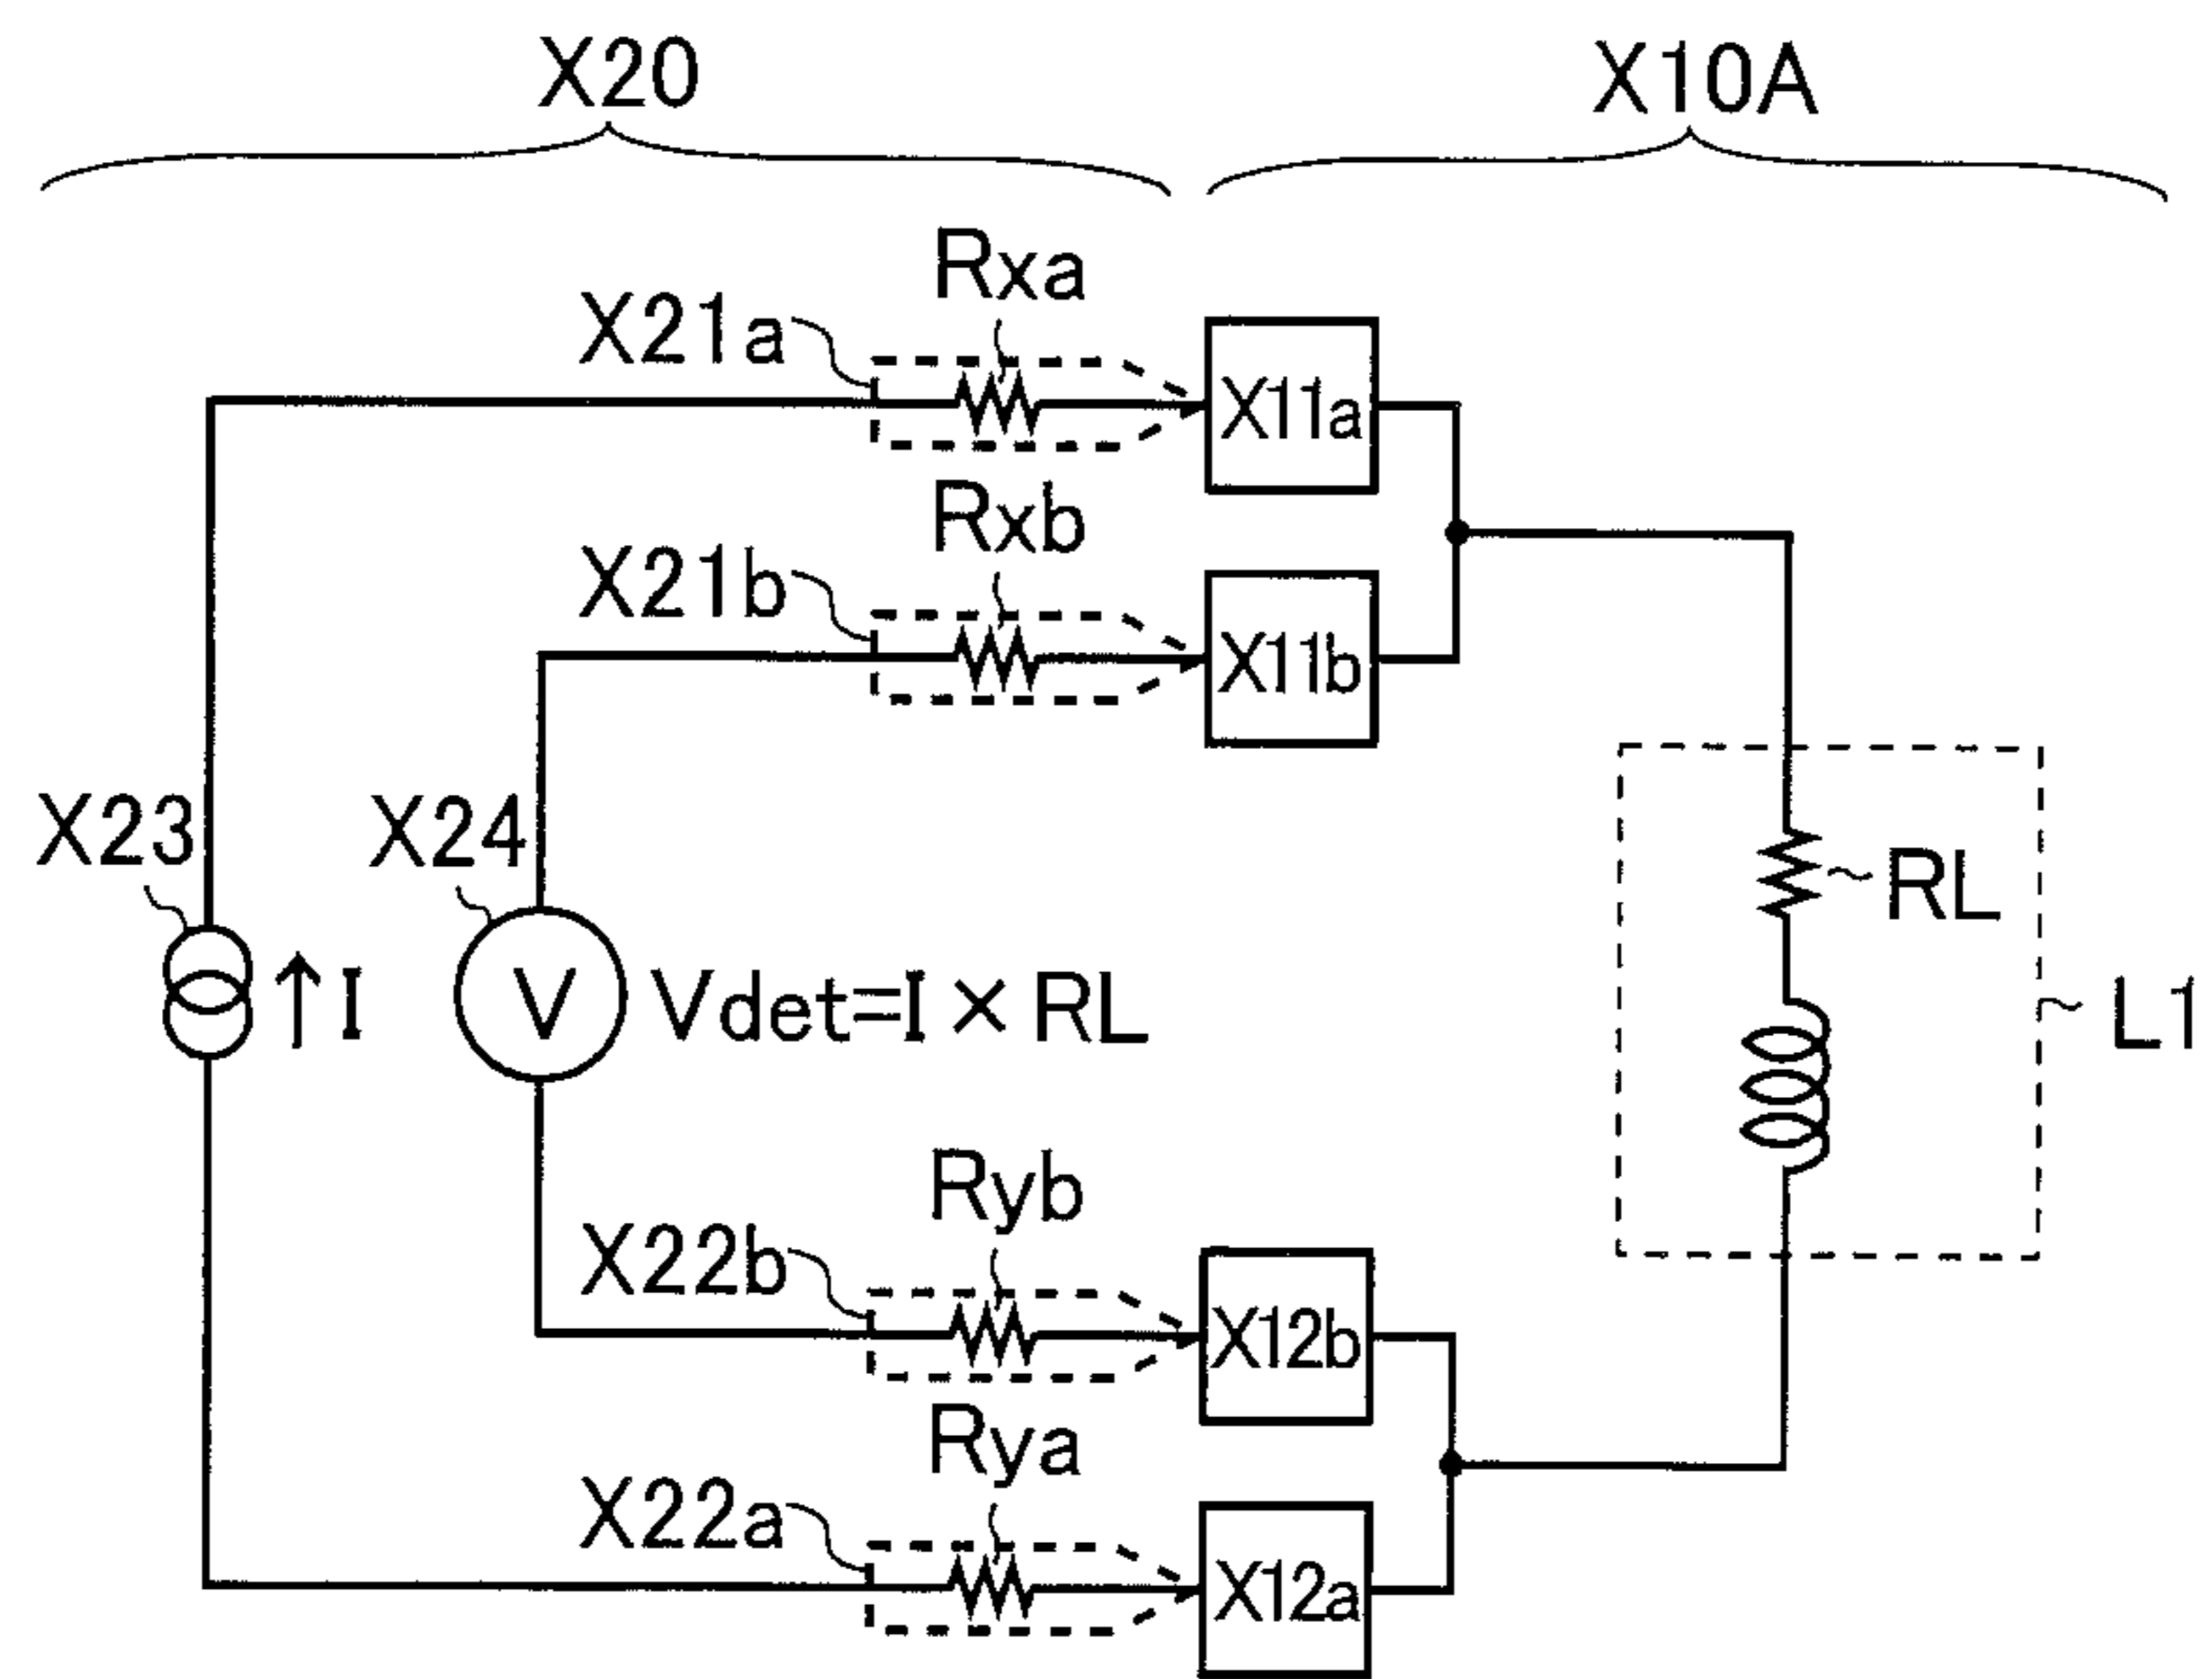 X20
X10A
Rxa
X21a
X11a
Rxb
X21b
X11b
X23
X24
RL
I
V
Vdet=I×RL
L1
Ryb
X22b
X12b
Rya
X22a
X12a